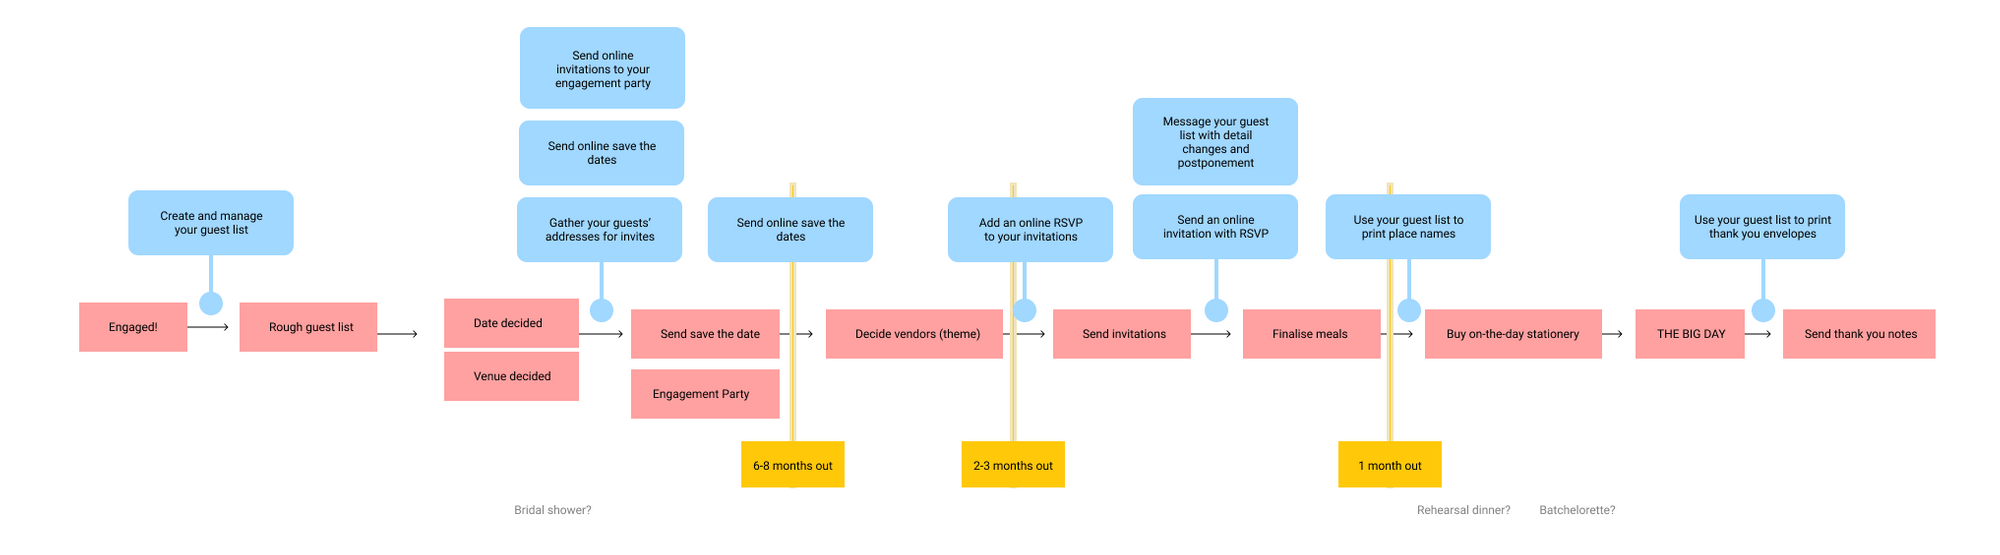 Send online
invitations to your
engagement party
Send online save the
dates
Message your guest
list with detail
changes and
postponement
Create and manage
your guest list
Gather your guests’
addresses for invites
Send online save the
dates
Add an online RSVP
to your invitations
Send an online
invitation with RSVP
Use your guest list to
print place names
Use your guest list to print
thank you envelopes
Engaged!
Rough guest list
Date decided
Venue decided
Send save the date
Engagement Party
Decide vendors (theme)
Send invitations
Finalise meals
Buy on-the-day stationery
THE BIG DAY
Send thank you notes
6-8 months out
2-3 months out
1 month out
Bridal shower?
Rehearsal dinner?
Batchelorette?